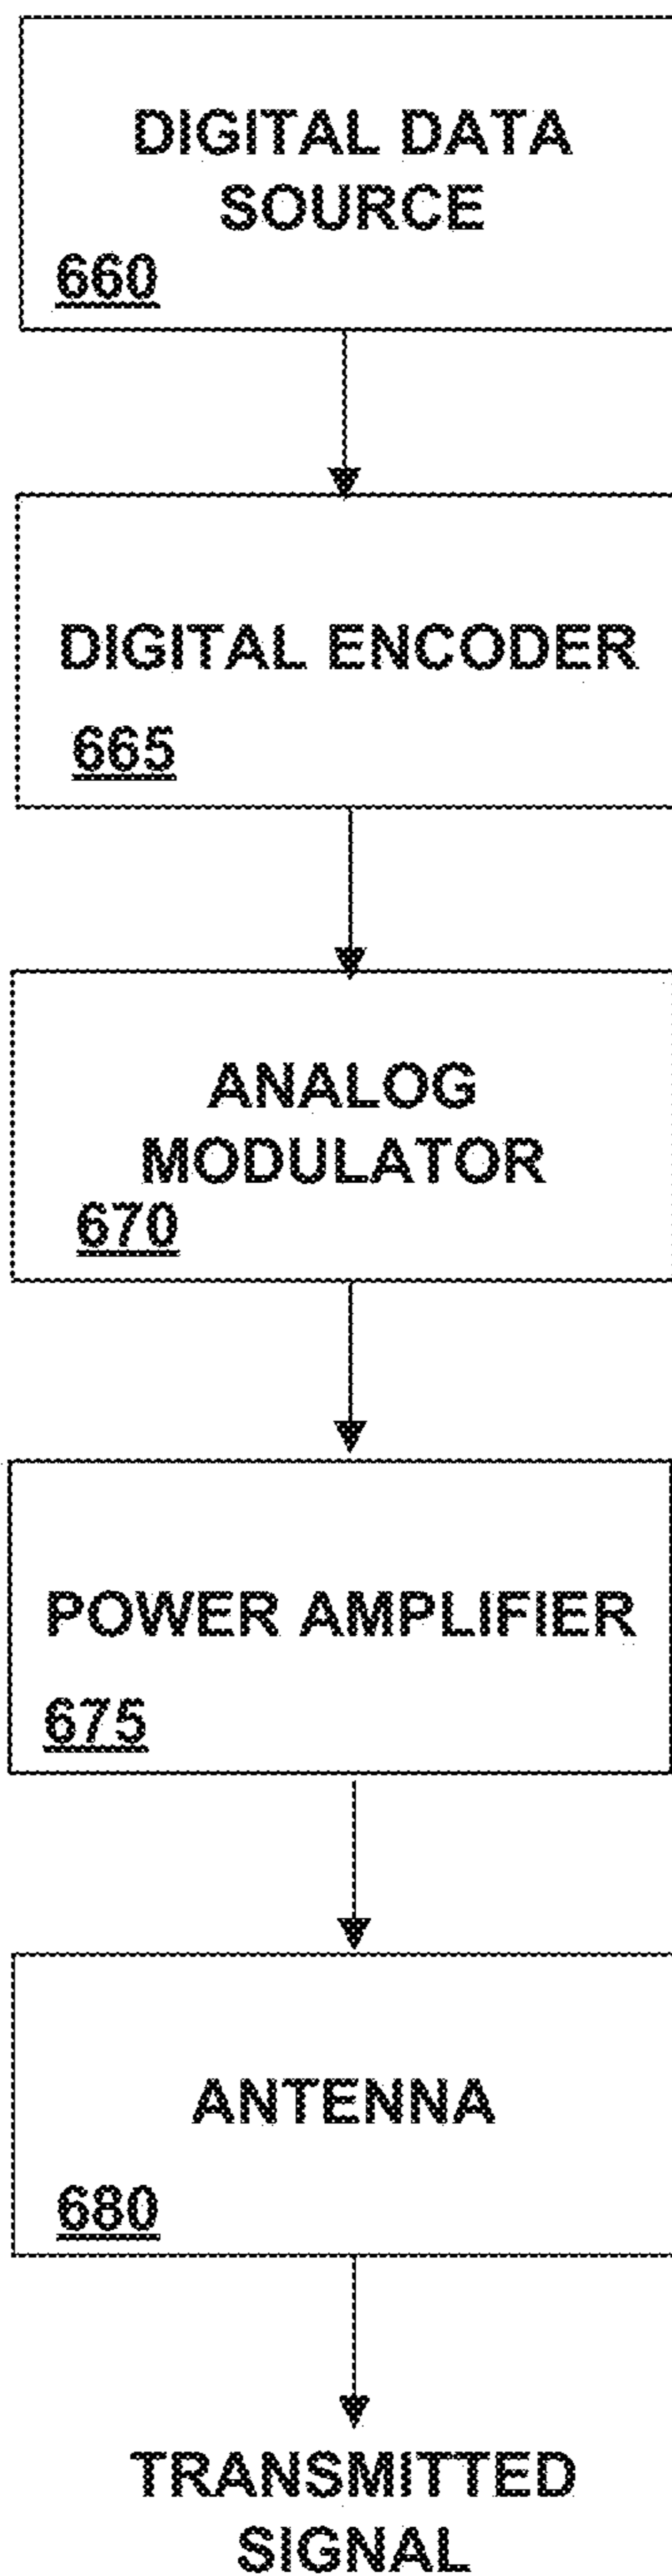 DIGITAL DATA
SOURCE
660
DIGITAL ENCODER
665
ANALOG
MODULATOR
670
POWER AMPLIFIER
675
ANTENNA
680
TRANSMITTED
SIGNAL